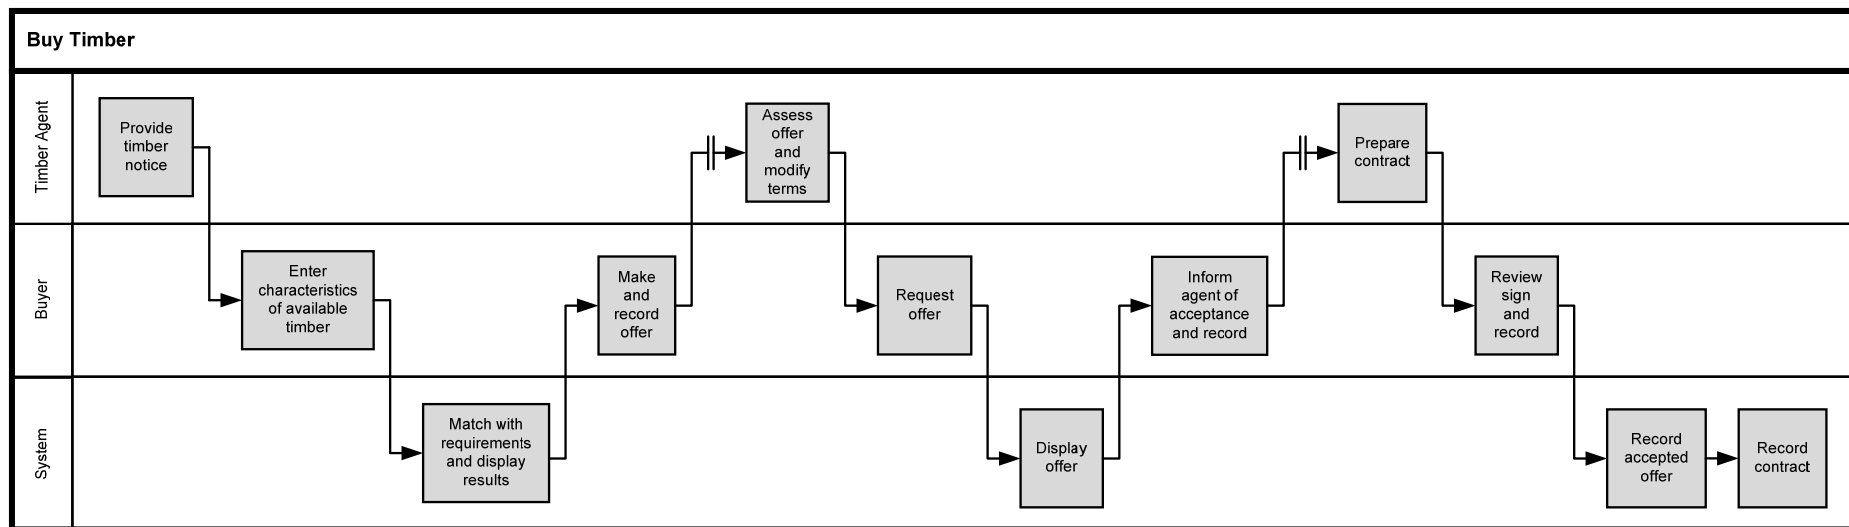 Buy Timber
Timber Agent
Provide
timber
notice
Assess
offer
and
modify
terms
Prepare
contract
Buyer
Enter
characteristics
of available
timber
Make
and
record
offer
Request
offer
Inform
agent of
acceptance
and record
Review
sign
and
record
System
Match with
requirements
and display
results
Display
offer
Record
accepted
offer
Record
contract